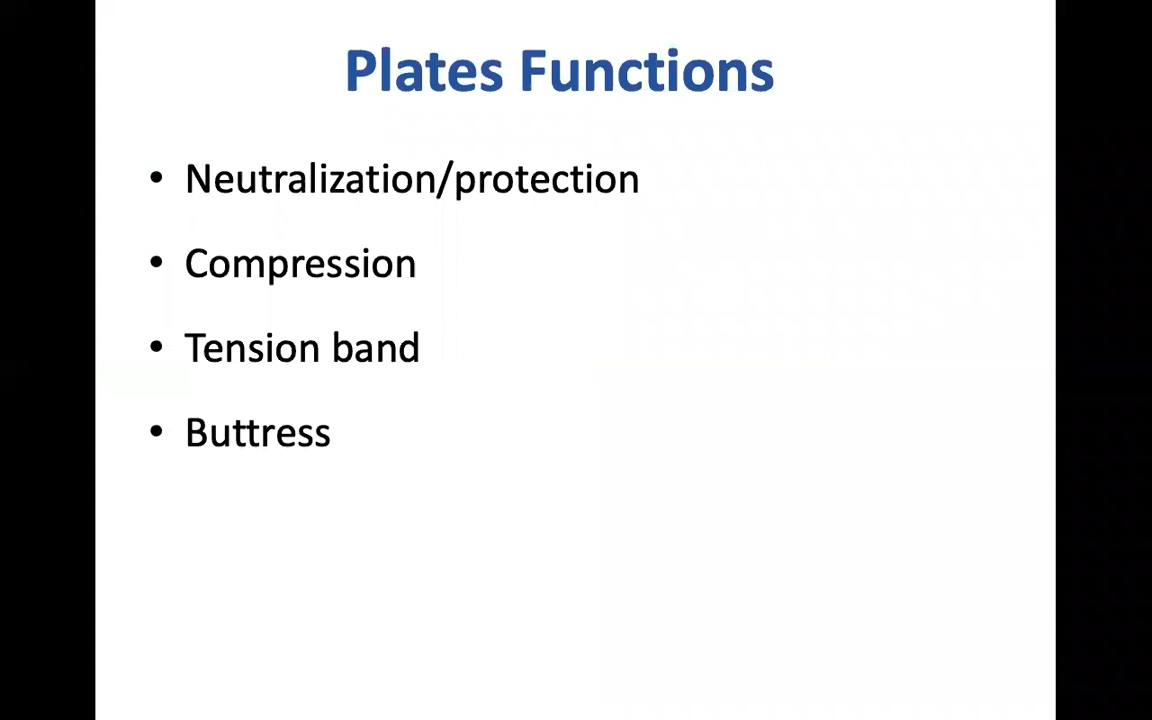 Plates Functions
• Neutralization/protection
• Compression
• Tension band
• Buttress